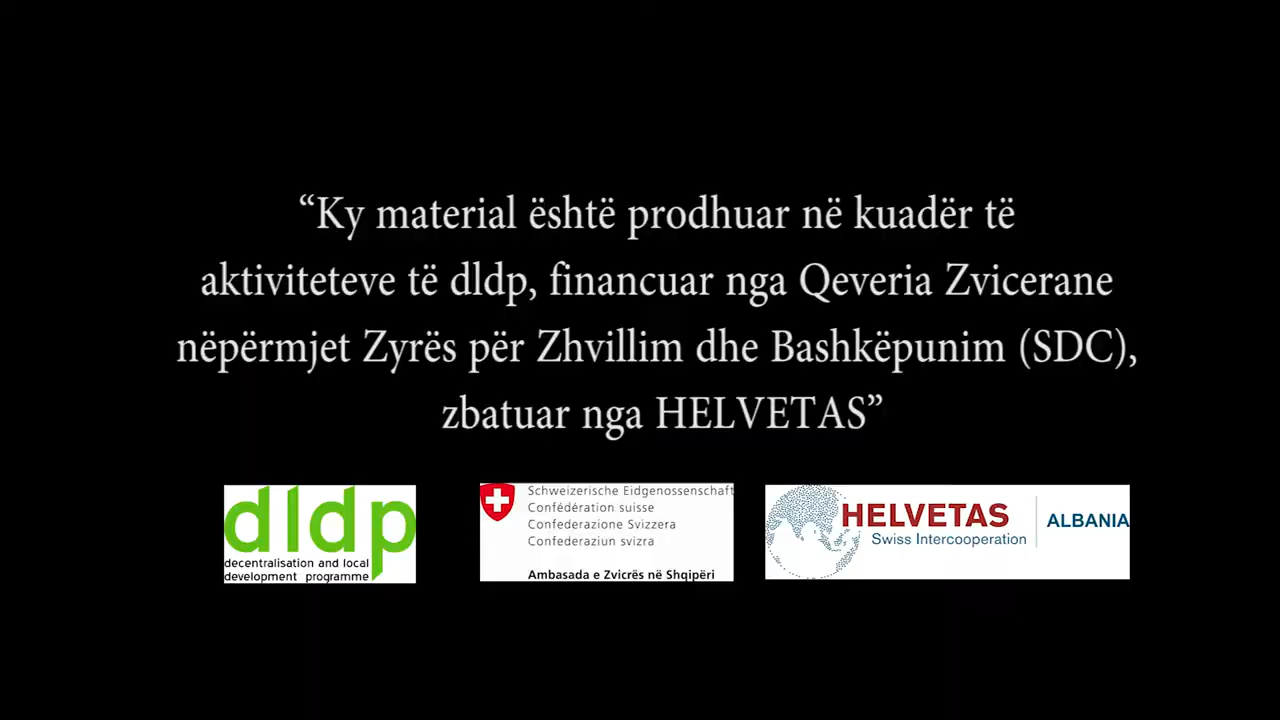 “Ky material është prodhuar në kuadër të
aktiviteteve të dldp, financuar nga Qeveria Zvicerane
nëpërmjet Zyrës për Zhvillim dhe Bashkëpunim (SDC),
zbatuar nga HELVETAS”
dldp
decentralisation and local
development programme
Schweizerische Eidgenossenschaft
Confédération suisse
Confederazione Svizzera
Confederaziun svizra
Ambasada e Zvicrës në Shqipëri
HELVETAS
Swiss Intercooperation
ALBANIA